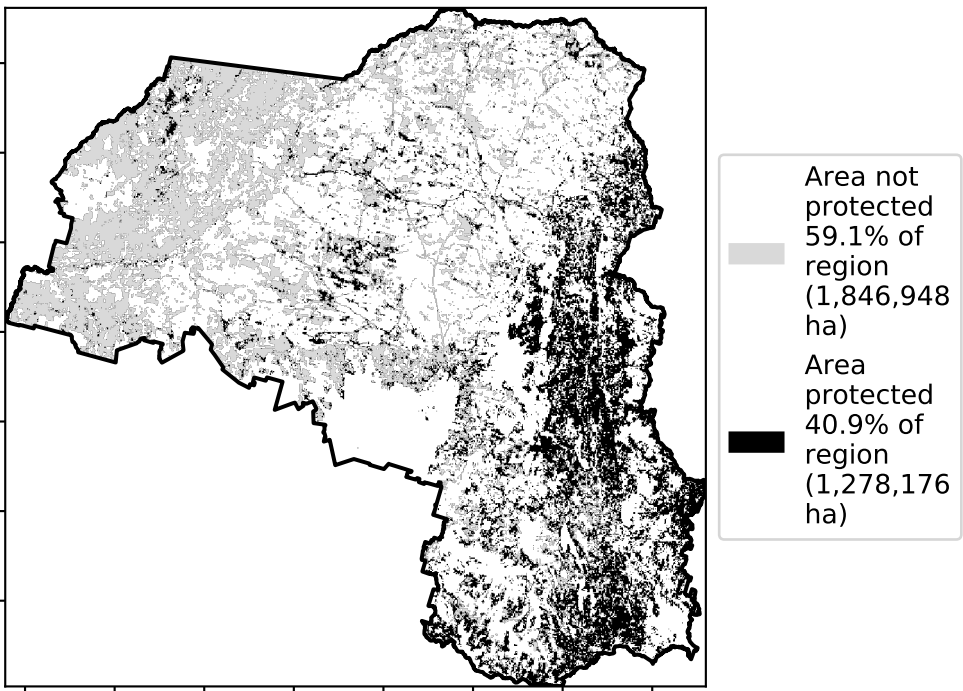 Area not
protected
59.1% of
region
(1,846,948
ha)
Area
protected
40.9% of
region
(1,278,176
ha)